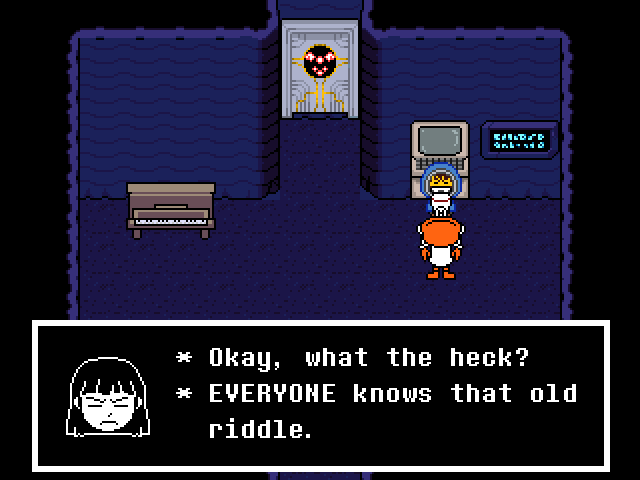 * Okay, what the heck?
* EVERYONE knows that old
riddle.